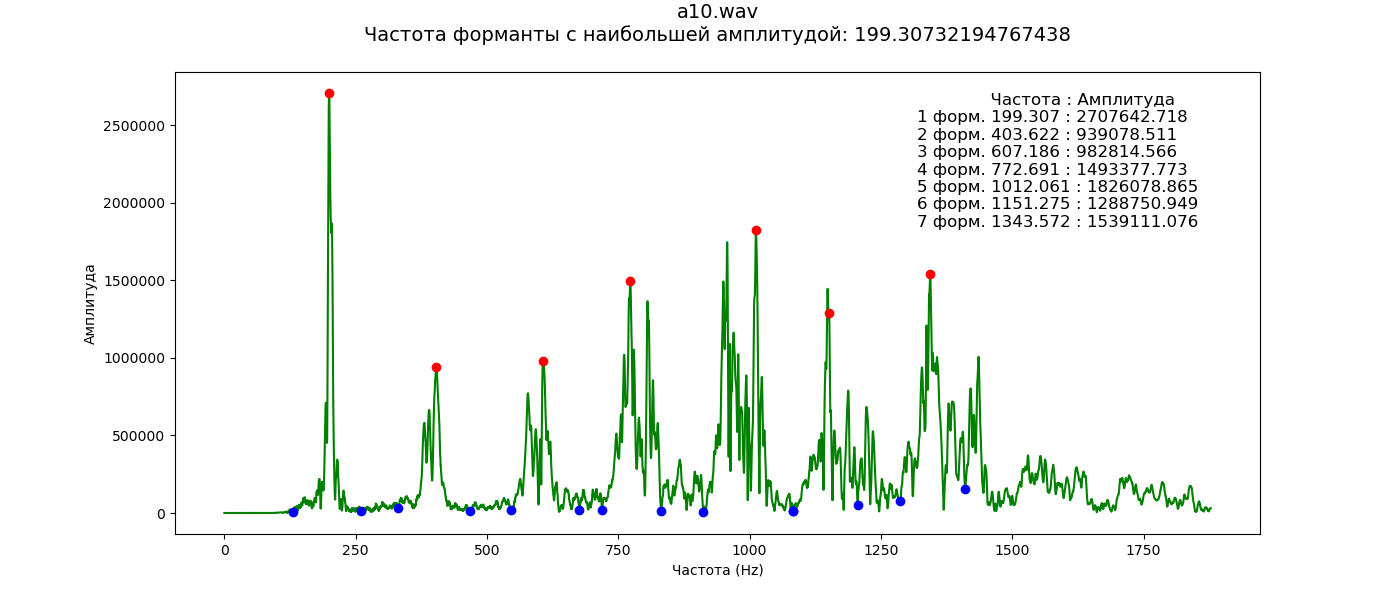 a10.wav
Частота форманты с наибольшей амплитудой: 199.30732194767438
Частота : Амплитуда
1 форм. 199.307 : 2707642.718
2 форм. 403.622 : 939078.511
3 форм. 607.186 : 982814.566
4 форм. 772.691 : 1493377.773
5 форм. 1012.061 : 1826078.865
6 форм. 1151.275 : 1288750.949
7 форм. 1343.572 : 1539111.076
Амплитуда
2500000
2000000
1500000
1000000
500000
0
0 250 500 750 1000 1250 1500 1750
Частота (Hz)